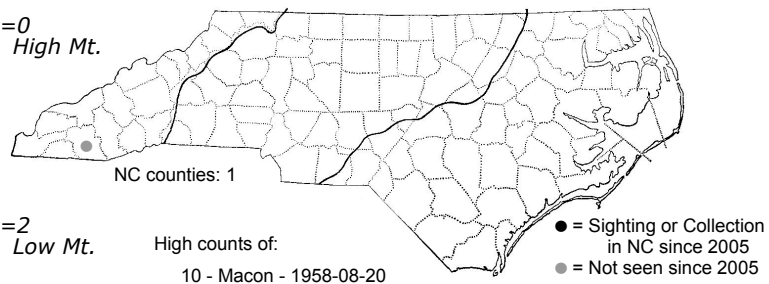 =0
High Mt.
NC counties: 1
=2
Low Mt.
High counts of:
10 - Macon - 1958-08-20
● = Sighting or Collection
in NC since 2005
● = Not seen since 2005